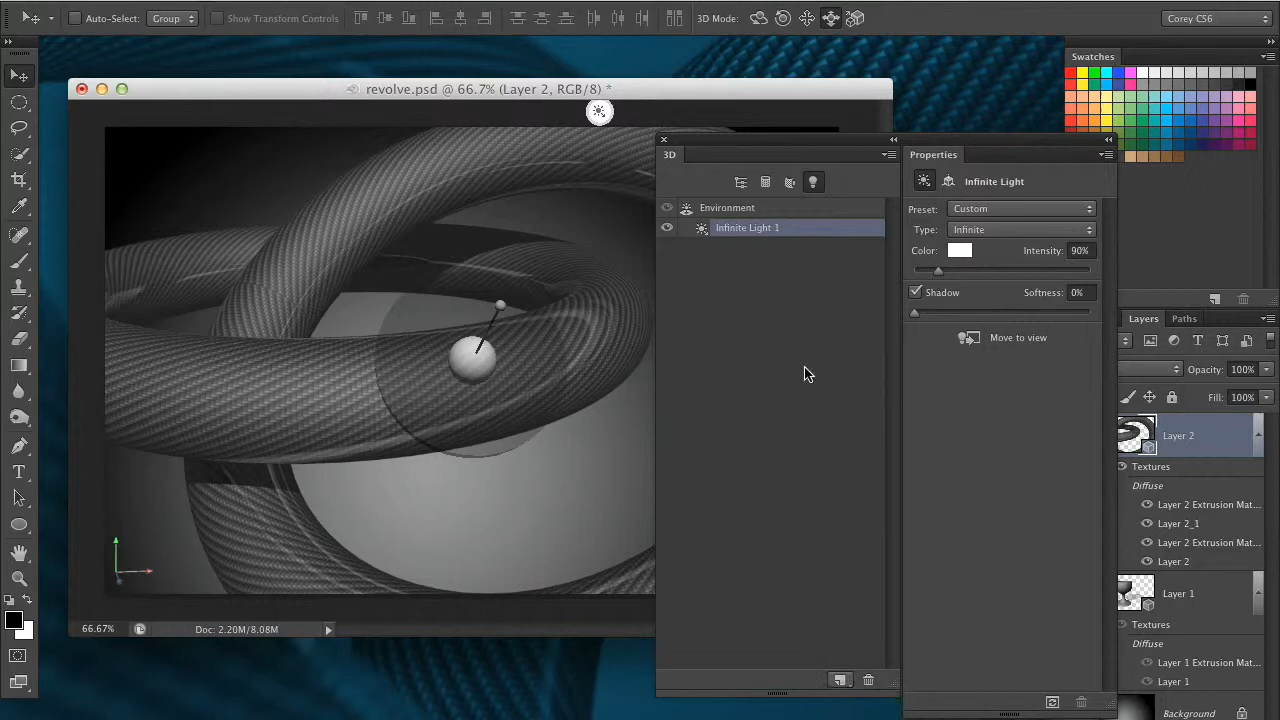 Auto-Select: Group Show Transform Controls 3D Mode: Corey CS6
Swatches
revolve.psd @ 66.7% (Layer 2, RGB/8) *
3D
Properties
Infinite Light
Environment
Infinite Light 1
Preset: Custom
Type: Infinite
Color: Intensity: 90%
Shadow Softness: 0%
Move to view
Layers Paths
Opacity: 100%
Fill: 100%
Layer 2
Textures
Diffuse
Layer 2 Extrusion Mat...
Layer 2_1
Layer 2 Extrusion Mat...
Layer 2
Layer 1
Textures
Diffuse
Layer 1 Extrusion Mat...
Layer 1
Background
66.67% Doc: 2.20M/8.08M